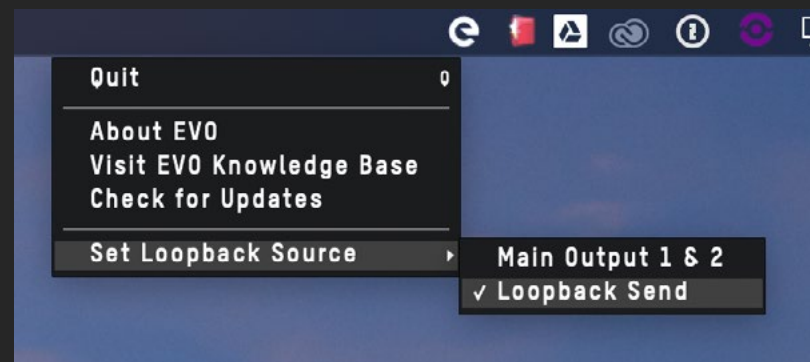 Quit Q
About EVO
Visit EVO Knowledge Base
Check for Updates
Set Loopback Source
Main Output 1 & 2
✓ Loopback Send